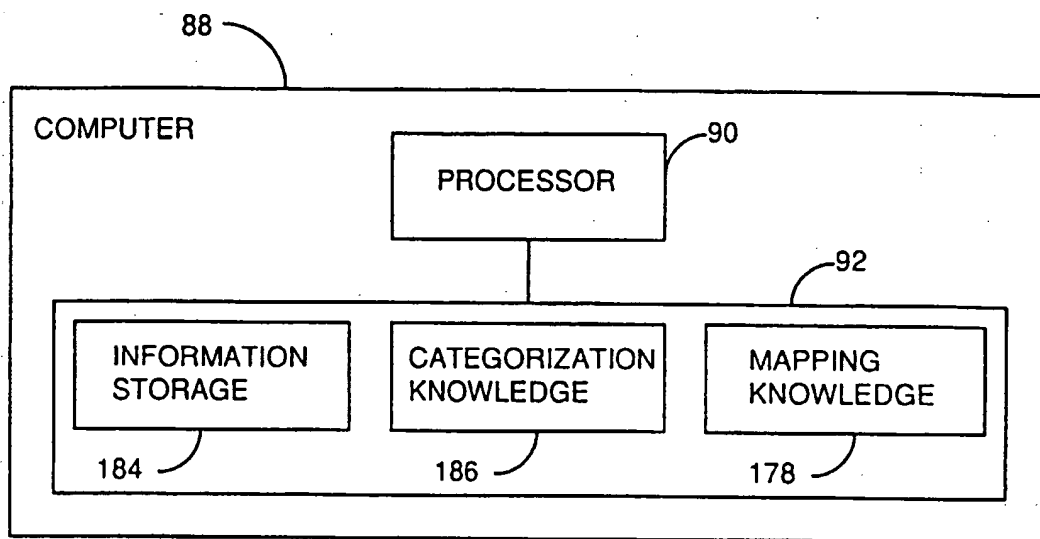 88
COMPUTER
90
PROCESSOR
92
INFORMATION
STORAGE
CATEGORIZATION
KNOWLEDGE
MAPPING
KNOWLEDGE
184
186
178